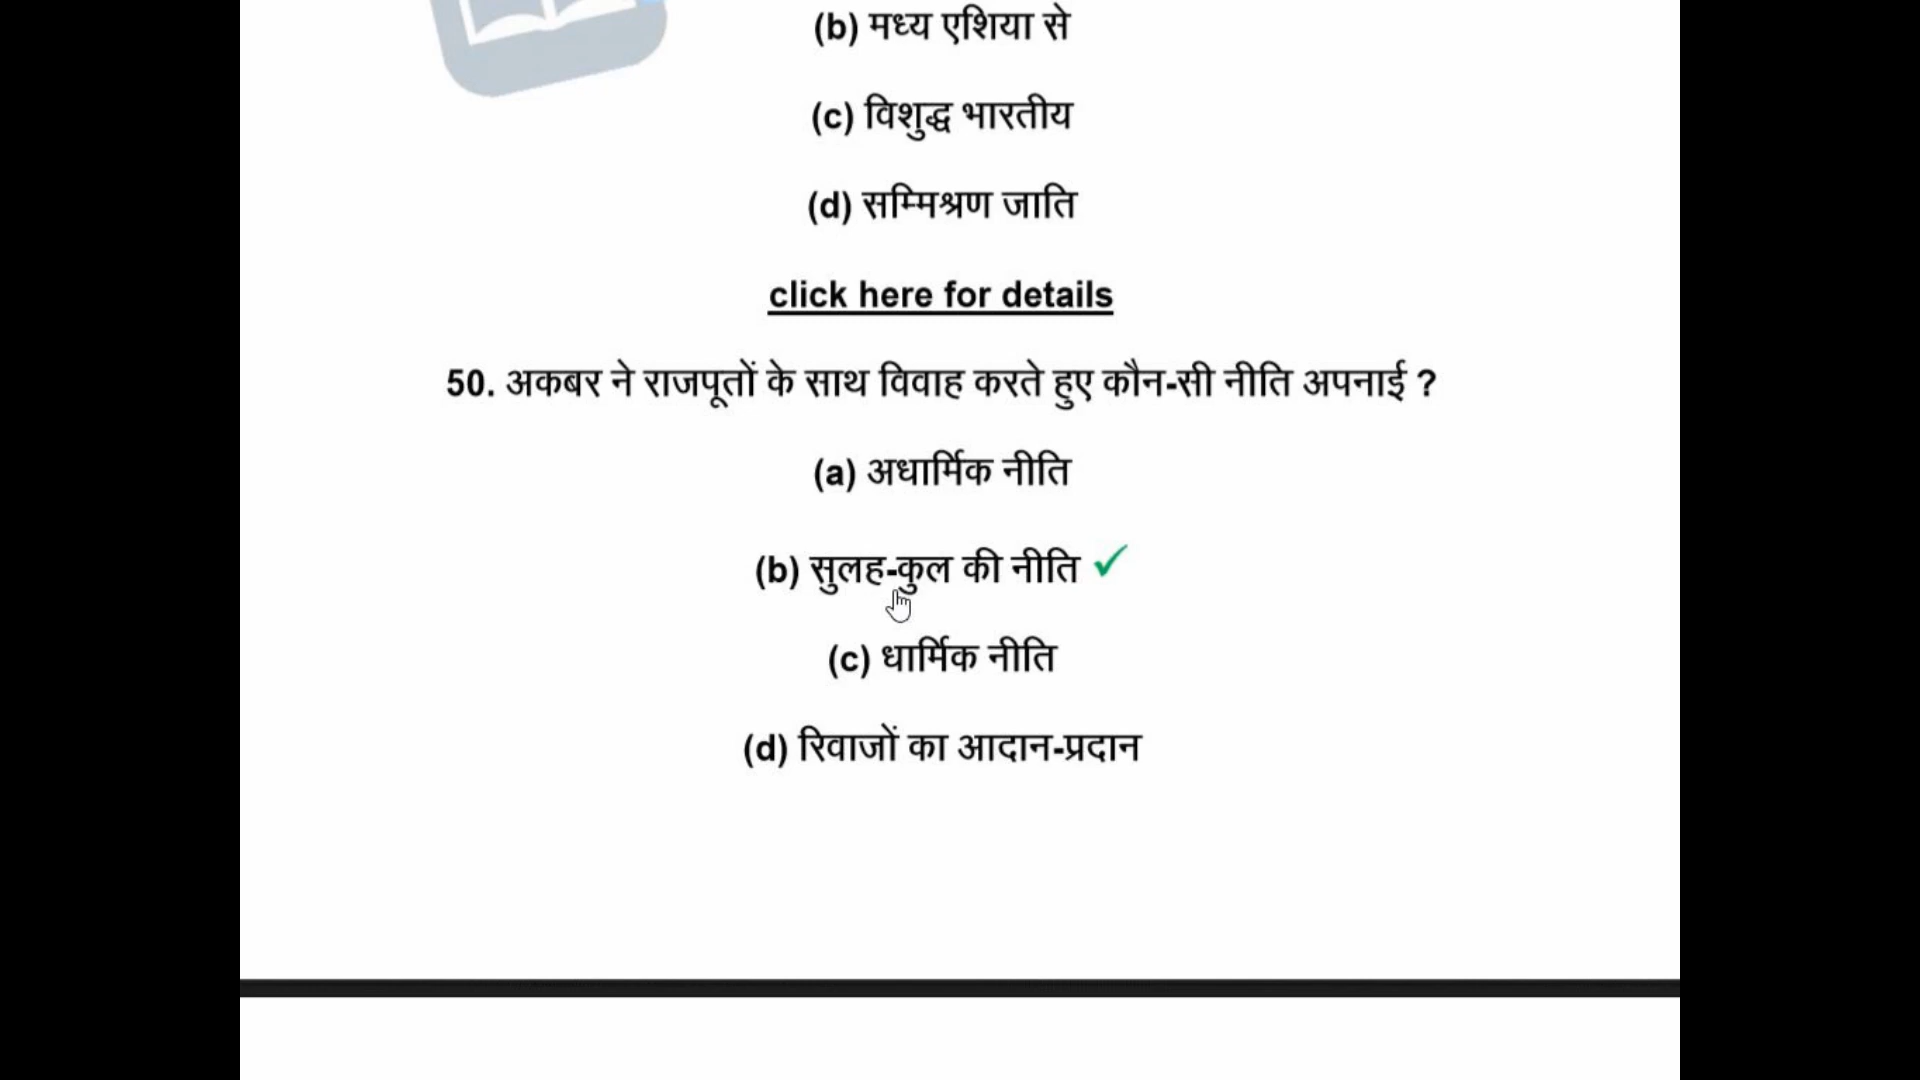 (b) मध्य एशिया से
(c) विशुद्ध भारतीय
(d) सम्मिश्रण जाति
click here for details
50. अकबर ने राजपूतों के साथ विवाह करते हुए कौन-सी नीति अपनाई ?
(a) अधार्मिक नीति
(b) सुलह-कुल की नीति ✓
(c) धार्मिक नीति
(d) रिवाजों का आदान-प्रदान